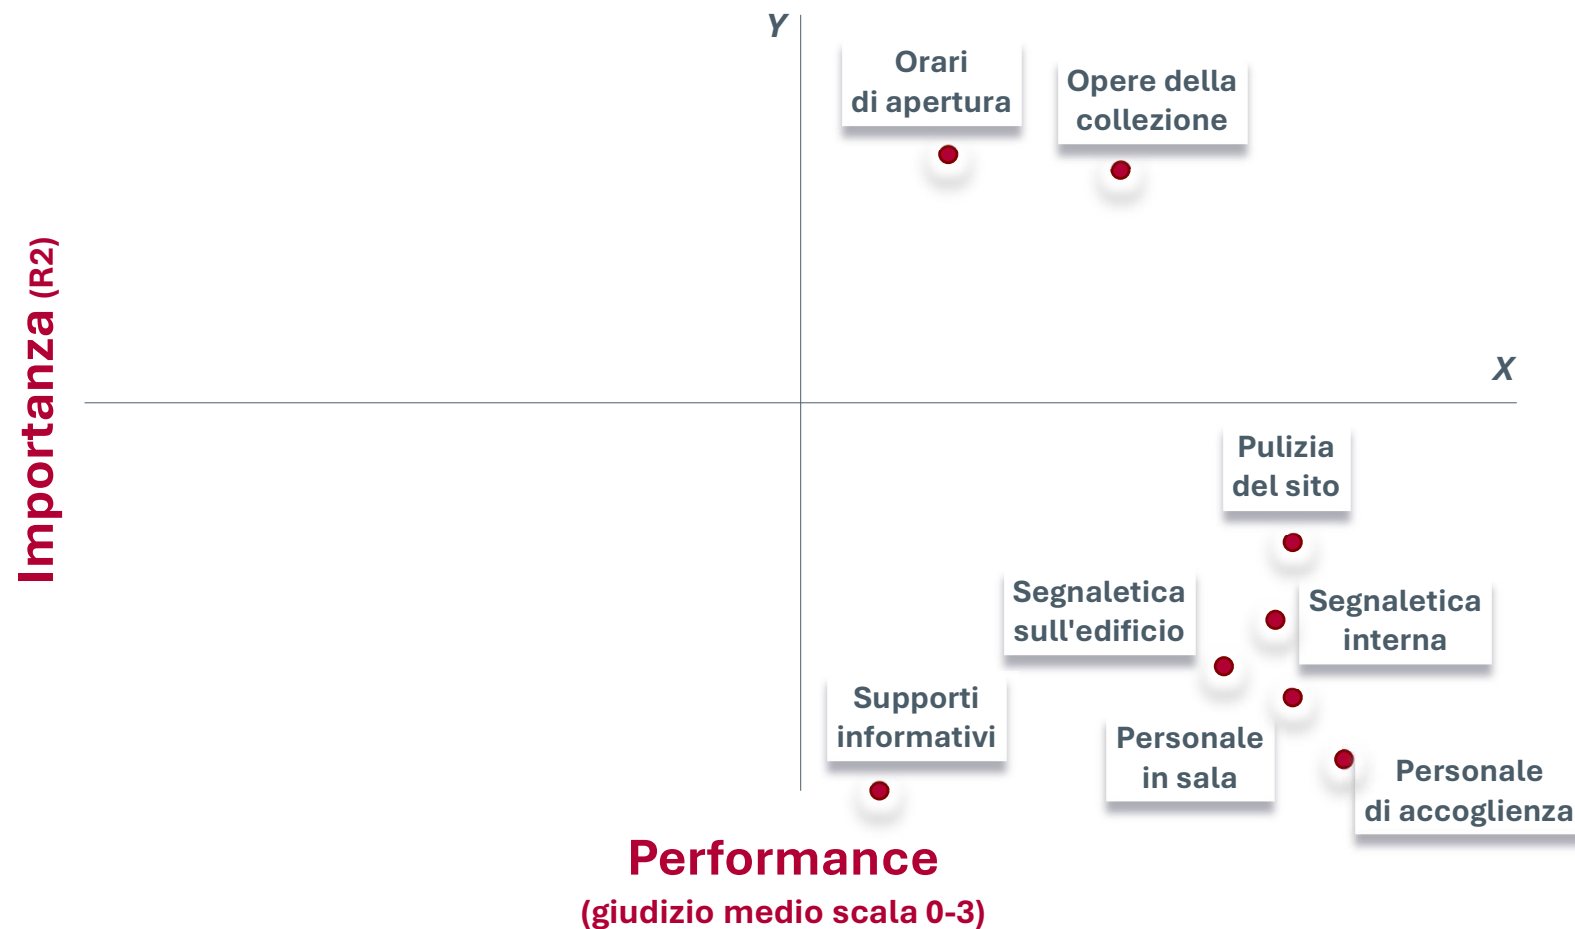 Y
Orari
di apertura
Opere della
collezione
X
Importanza (R2)
Pulizia
del sito
Segnaletica
sull'edificio
Segnaletica
interna
Supporti
informativi
Personale
in sala
Personale
di accoglienza
Performance
(giudizio medio scala 0-3)